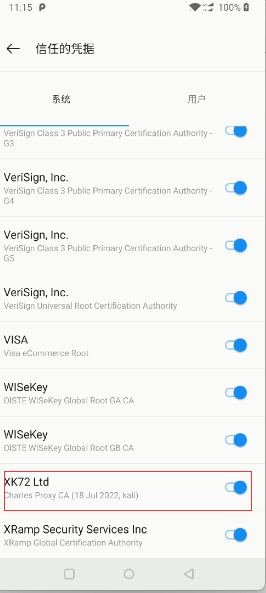 11:15
100%
信任的凭据
系统
用户
VeriSign Class 3 Public Primary Certification Authority -
G3
VeriSign, Inc.
VeriSign Class 3 Public Primary Certification Authority -
G4
VeriSign, Inc.
VeriSign Class 3 Public Primary Certification Authority -
G5
VeriSign, Inc.
VeriSign Universal Root Certification Authority
VISA
Visa eCommerce Root
WISeKey
OISTE WISeKey Global Root GA CA
WISeKey
OISTE WISeKey Global Root GB CA
XK72 Ltd
Charles Proxy CA (18 Jul 2022, kali)
XRamp Security Services Inc
XRamp Global Certification Authority